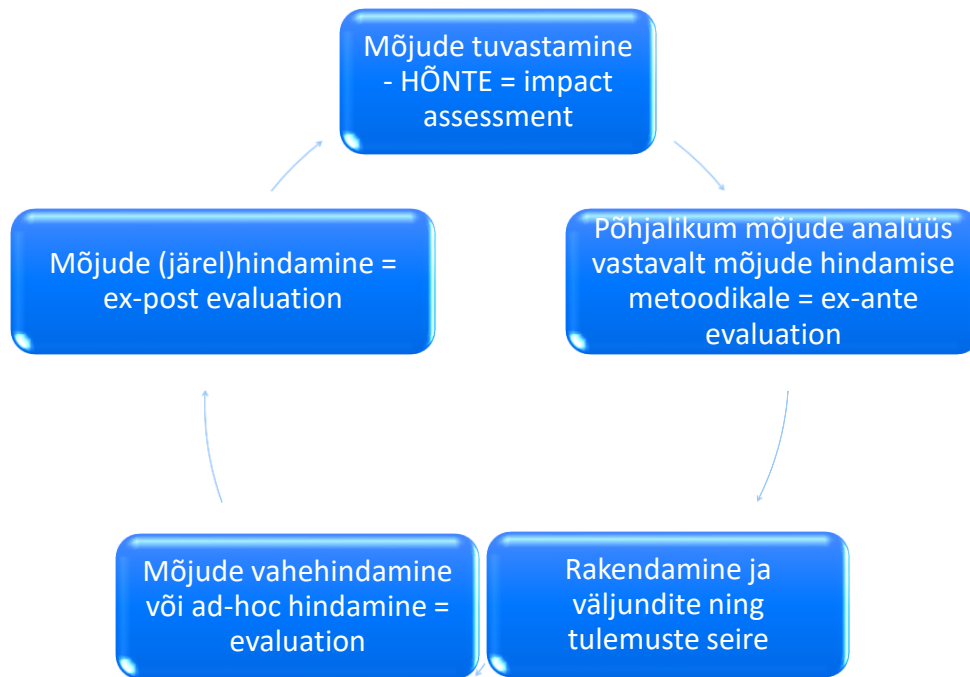 Mõjude tuvastamine
- HÕNTE = impact
assessment
Põhjalikum mõjude analüüs
vastavalt mõjude hindamise
metoodikale = ex-ante
evaluation
Rakendamine ja
väljundite ning
tulemuste seire
Mõjude vahehindamine
või ad-hoc hindamine =
evaluation
Mõjude (järel)hindamine =
ex-post evaluation